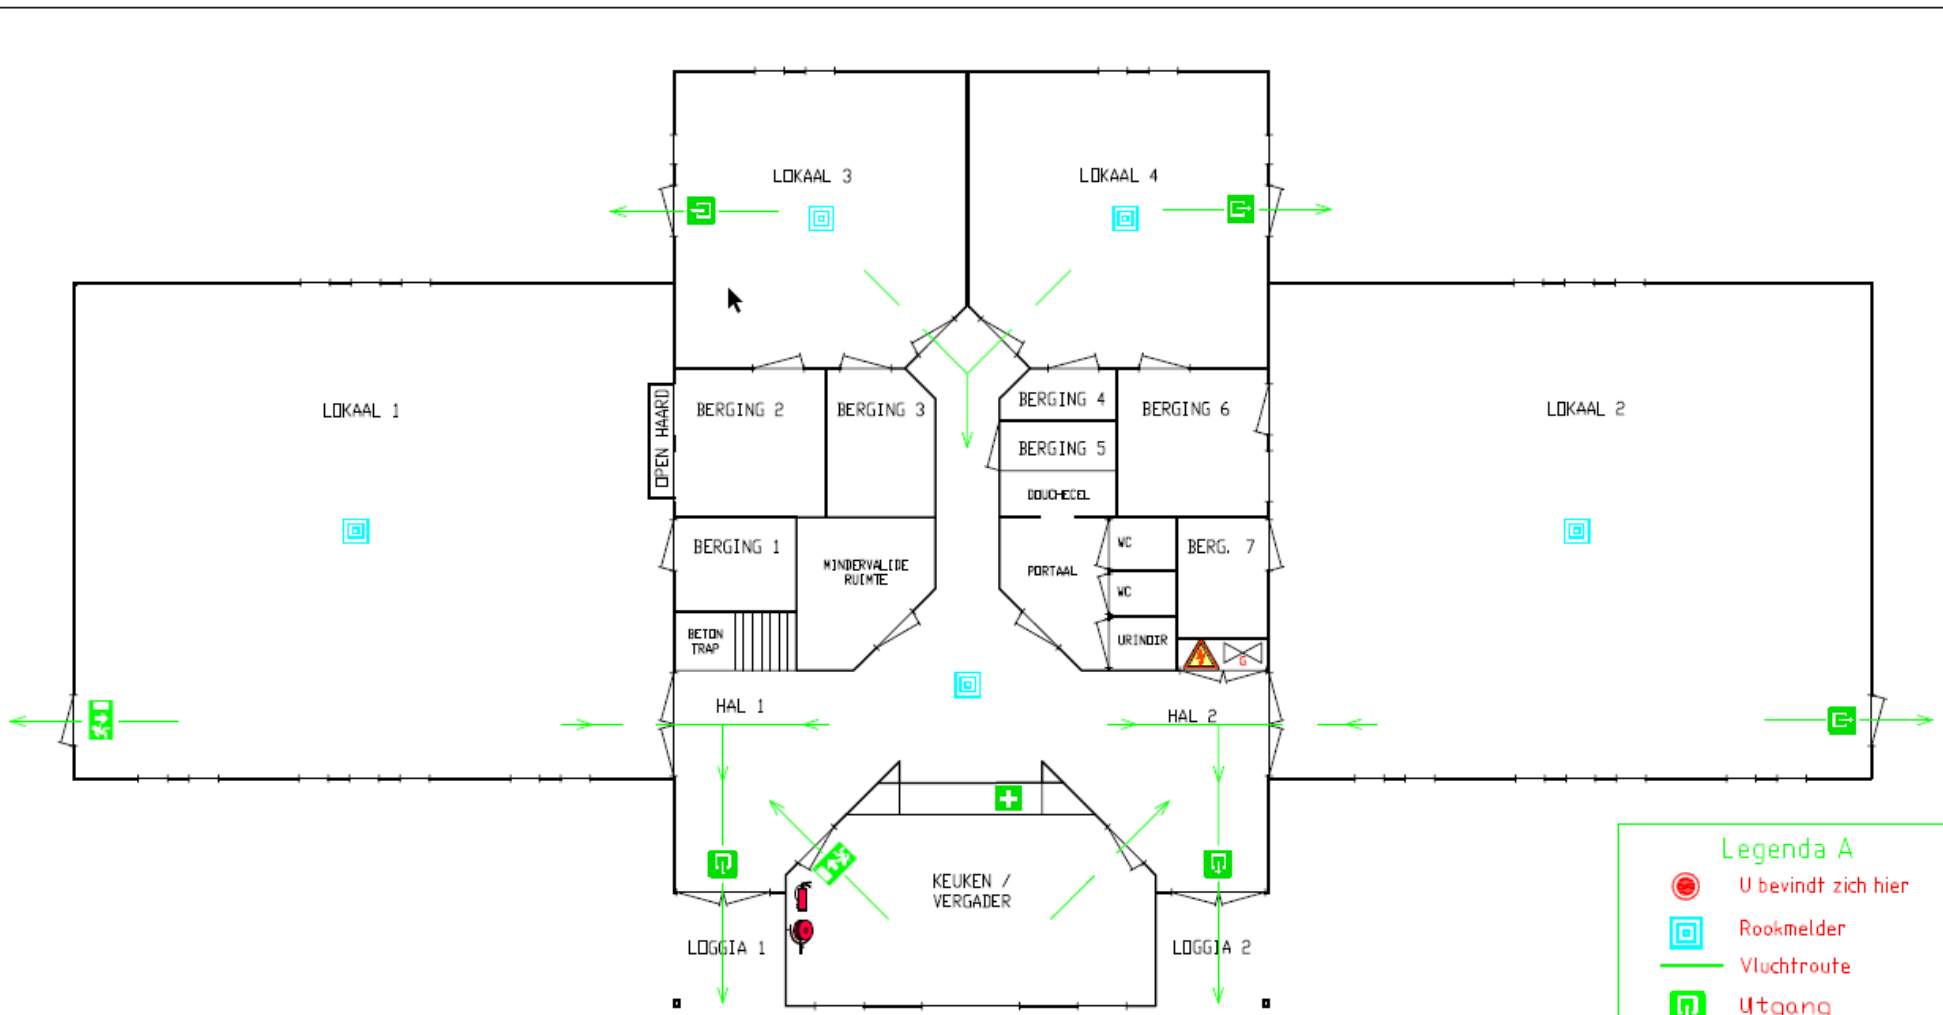 LOKAAL 3
LOKAAL 4
LOKAAL 1
OPEN HAARD
BERGING 2
BERGING 3
BERGING 4
BERGING 6
LOKAAL 2
BERGING 5
DOUCHECEL
BERGING 1
MINDERVALIDE
RUIMTE
PORTAAL
WC
BERG. 7
WC
BETON
TRAP
URINOIR
G
HAL 1
HAL 2
KEUKEN /
VERGADER
LOGGIA 1
LOGGIA 2
Legenda A
U bevindt zich hier
Rookmelder
Vluchtroute
Utgang